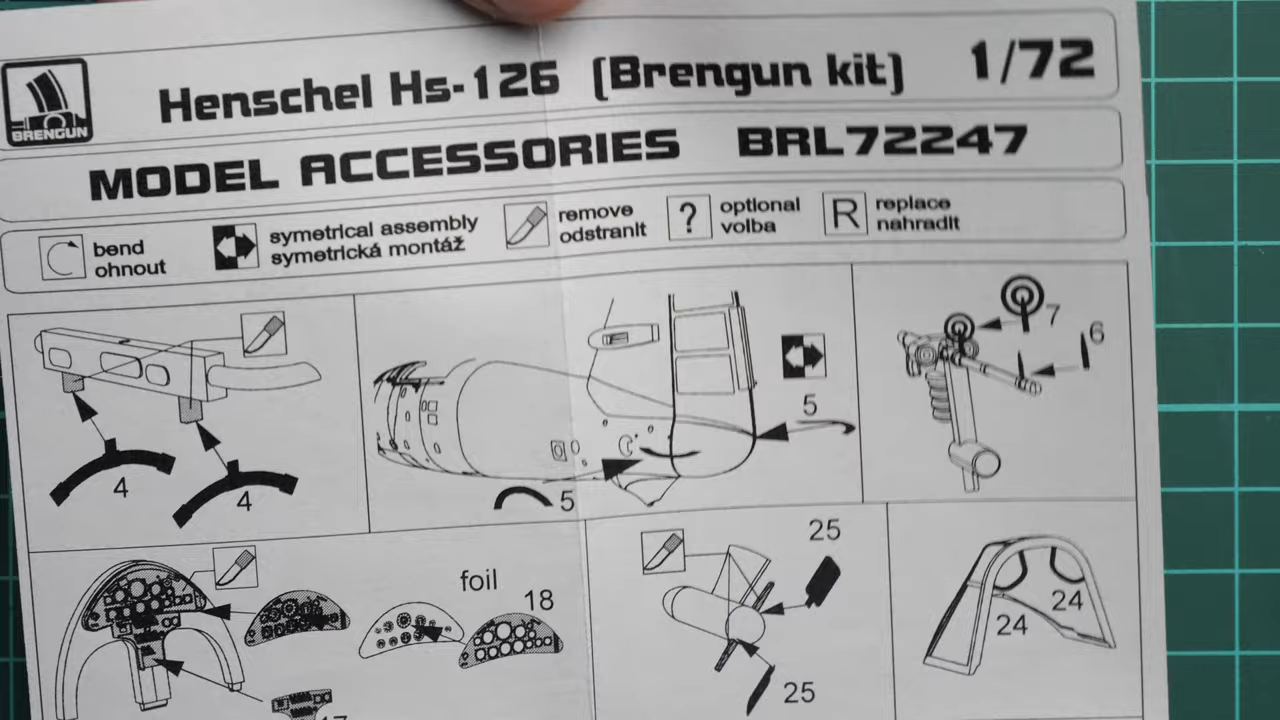 BRENGUN
Henschel Hs-126 (Brengun kit) 1/72
MODEL ACCESSORIES BRL72247
bend
ohnout
symetrical assembly
symetrická montáž
remove
odstranit
?
optional
volba
R
replace
nahradit
4
4
5
5
7
6
foil
18
17
25
25
24
24